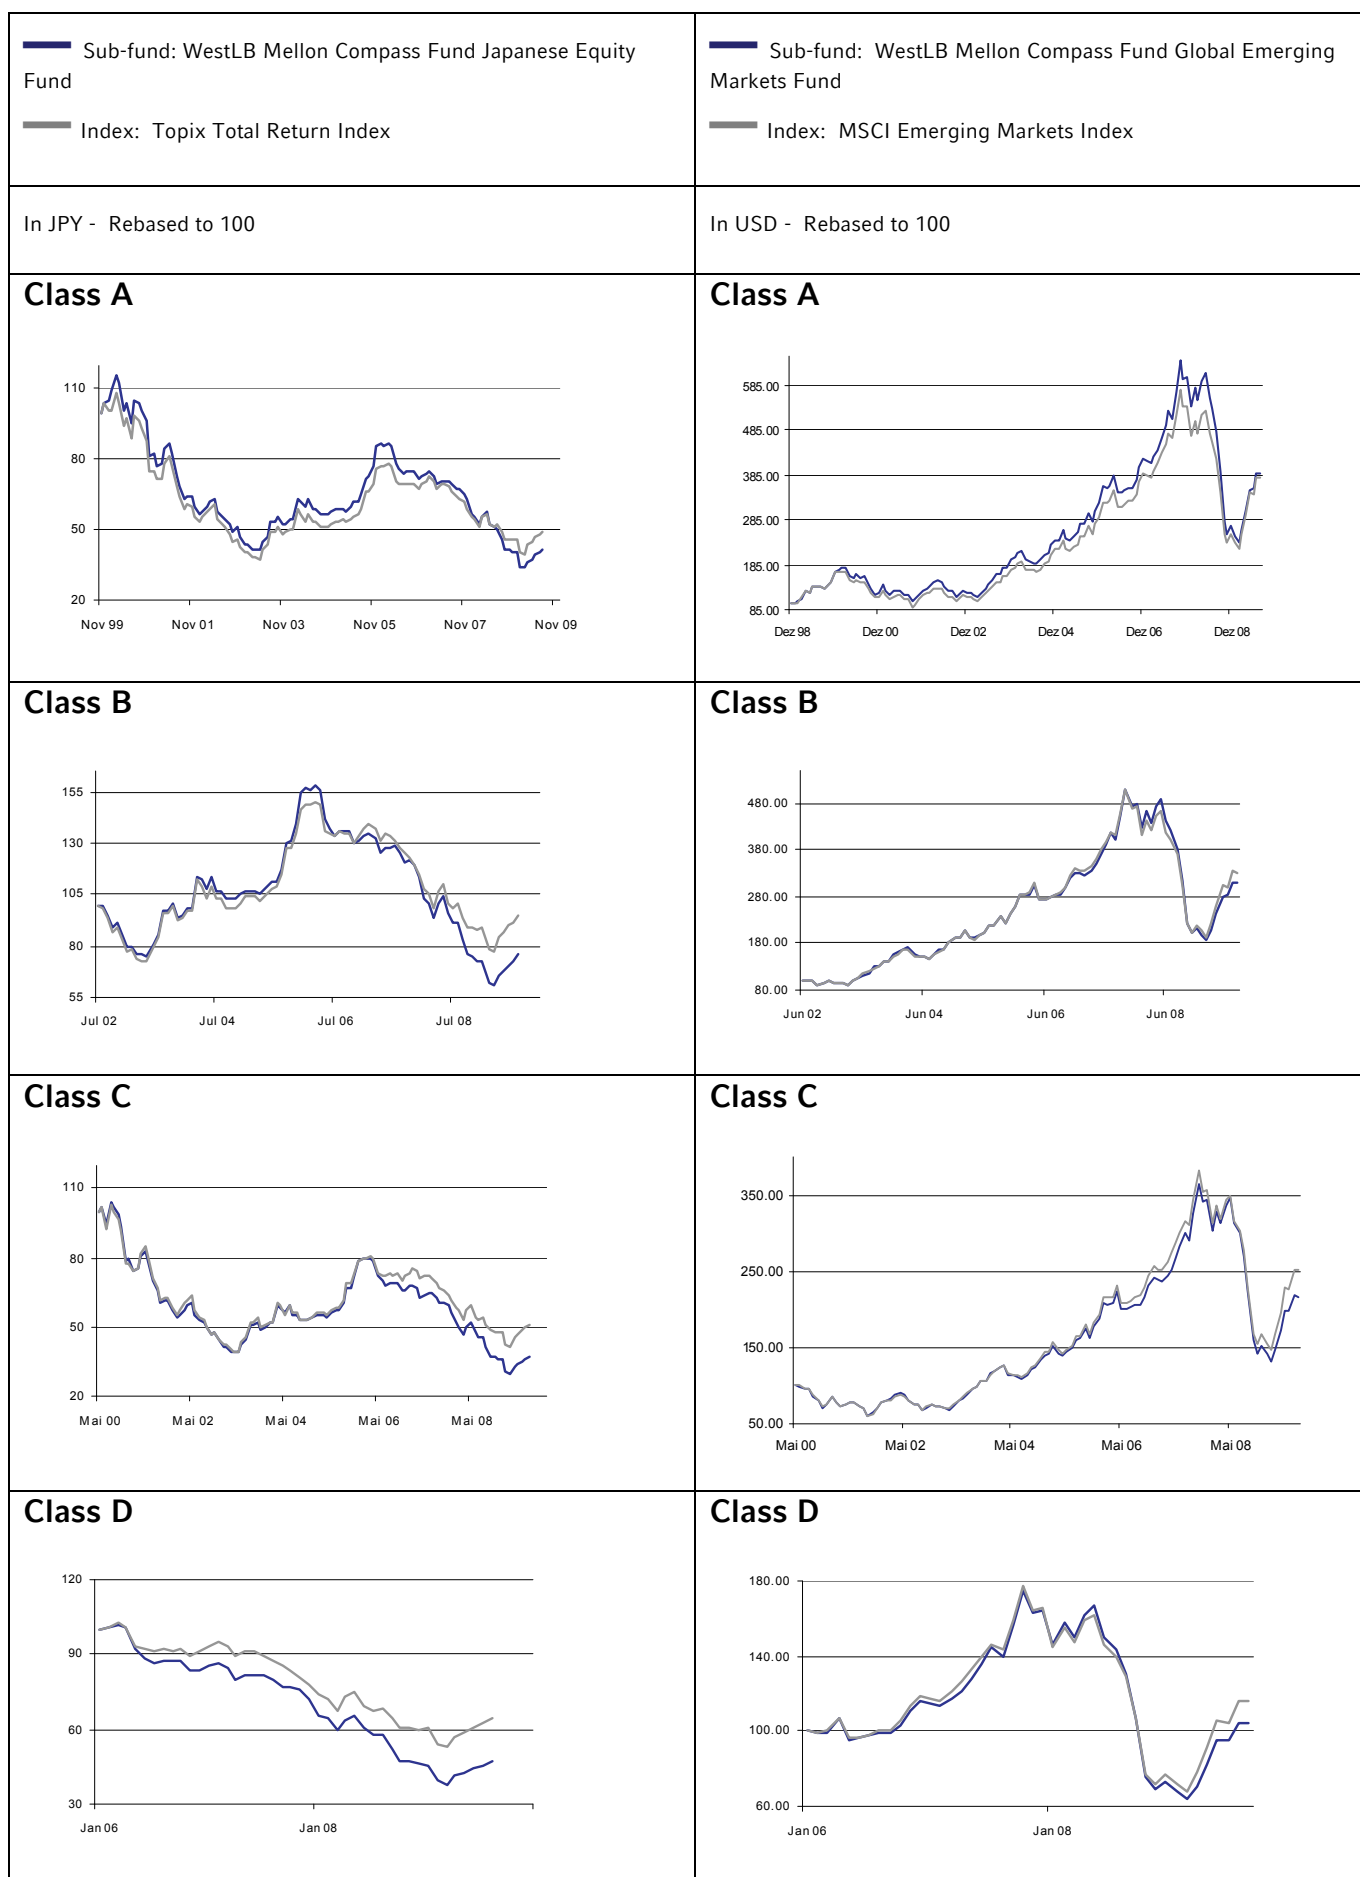 Sub-fund: WestLB Mellon Compass Fund Japanese Equity
Fund
Index: Topix Total Return Index
Sub-fund: WestLB Mellon Compass Fund Global Emerging
Markets Fund
Index: MSCI Emerging Markets Index
In JPY - Rebased to 100
In USD - Rebased to 100
Class A
110
80
50
20
Nov 99 Nov 01 Nov 03 Nov 05 Nov 07 Nov 09
Class A
585.00
485.00
385.00
285.00
185.00
85.00
Dez 98 Dez 00 Dez 02 Dez 04 Dez 06 Dez 08
Class B
155
130
105
80
55
Jul 02 Jul 04 Jul 06 Jul 08
Class B
480.00
380.00
280.00
180.00
80.00
Jun 02 Jun 04 Jun 06 Jun 08
Class C
110
80
50
20
Mai 00 Mai 02 Mai 04 Mai 06 Mai 08
Class C
350.00
250.00
150.00
50.00
Mai 00 Mai 02 Mai 04 Mai 06 Mai 08
Class D
120
90
60
30
Jan 06 Jan 08
Class D
180.00
140.00
100.00
60.00
Jan 06 Jan 08